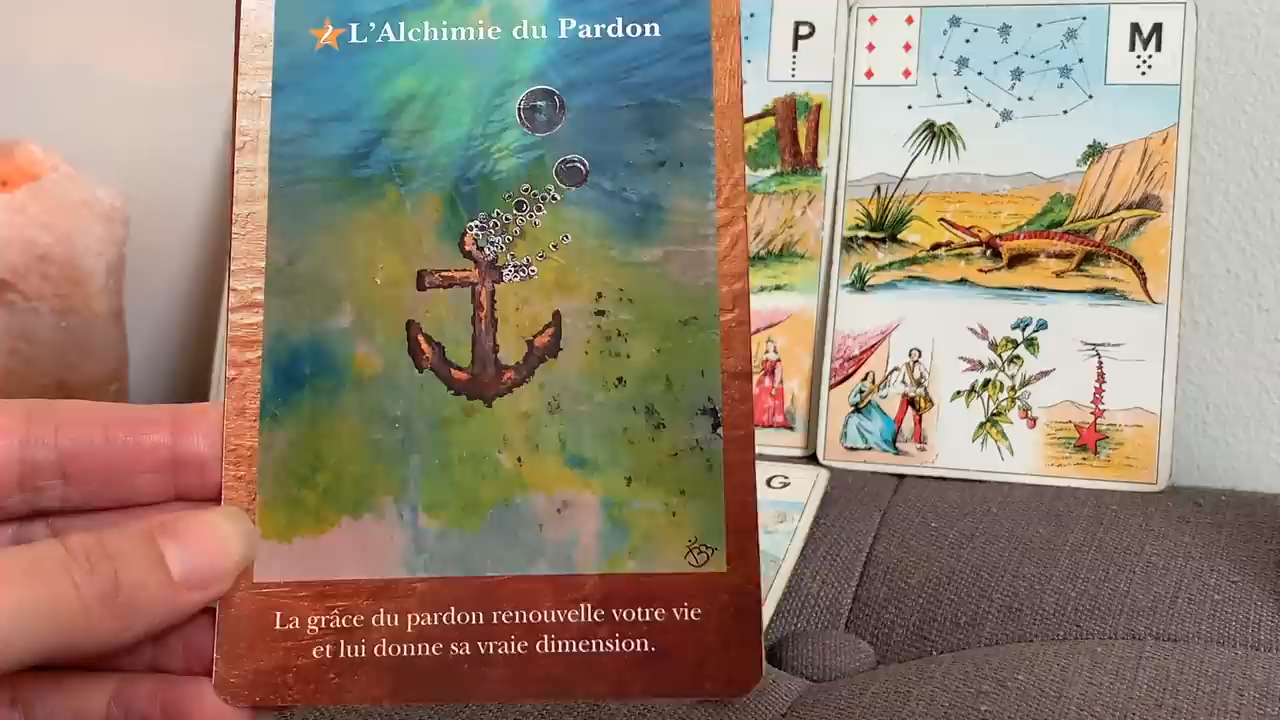 2 L'Alchimie du Pardon
La grâce du pardon renouvelle votre vie
et lui donne sa vraie dimension.
P
M
G